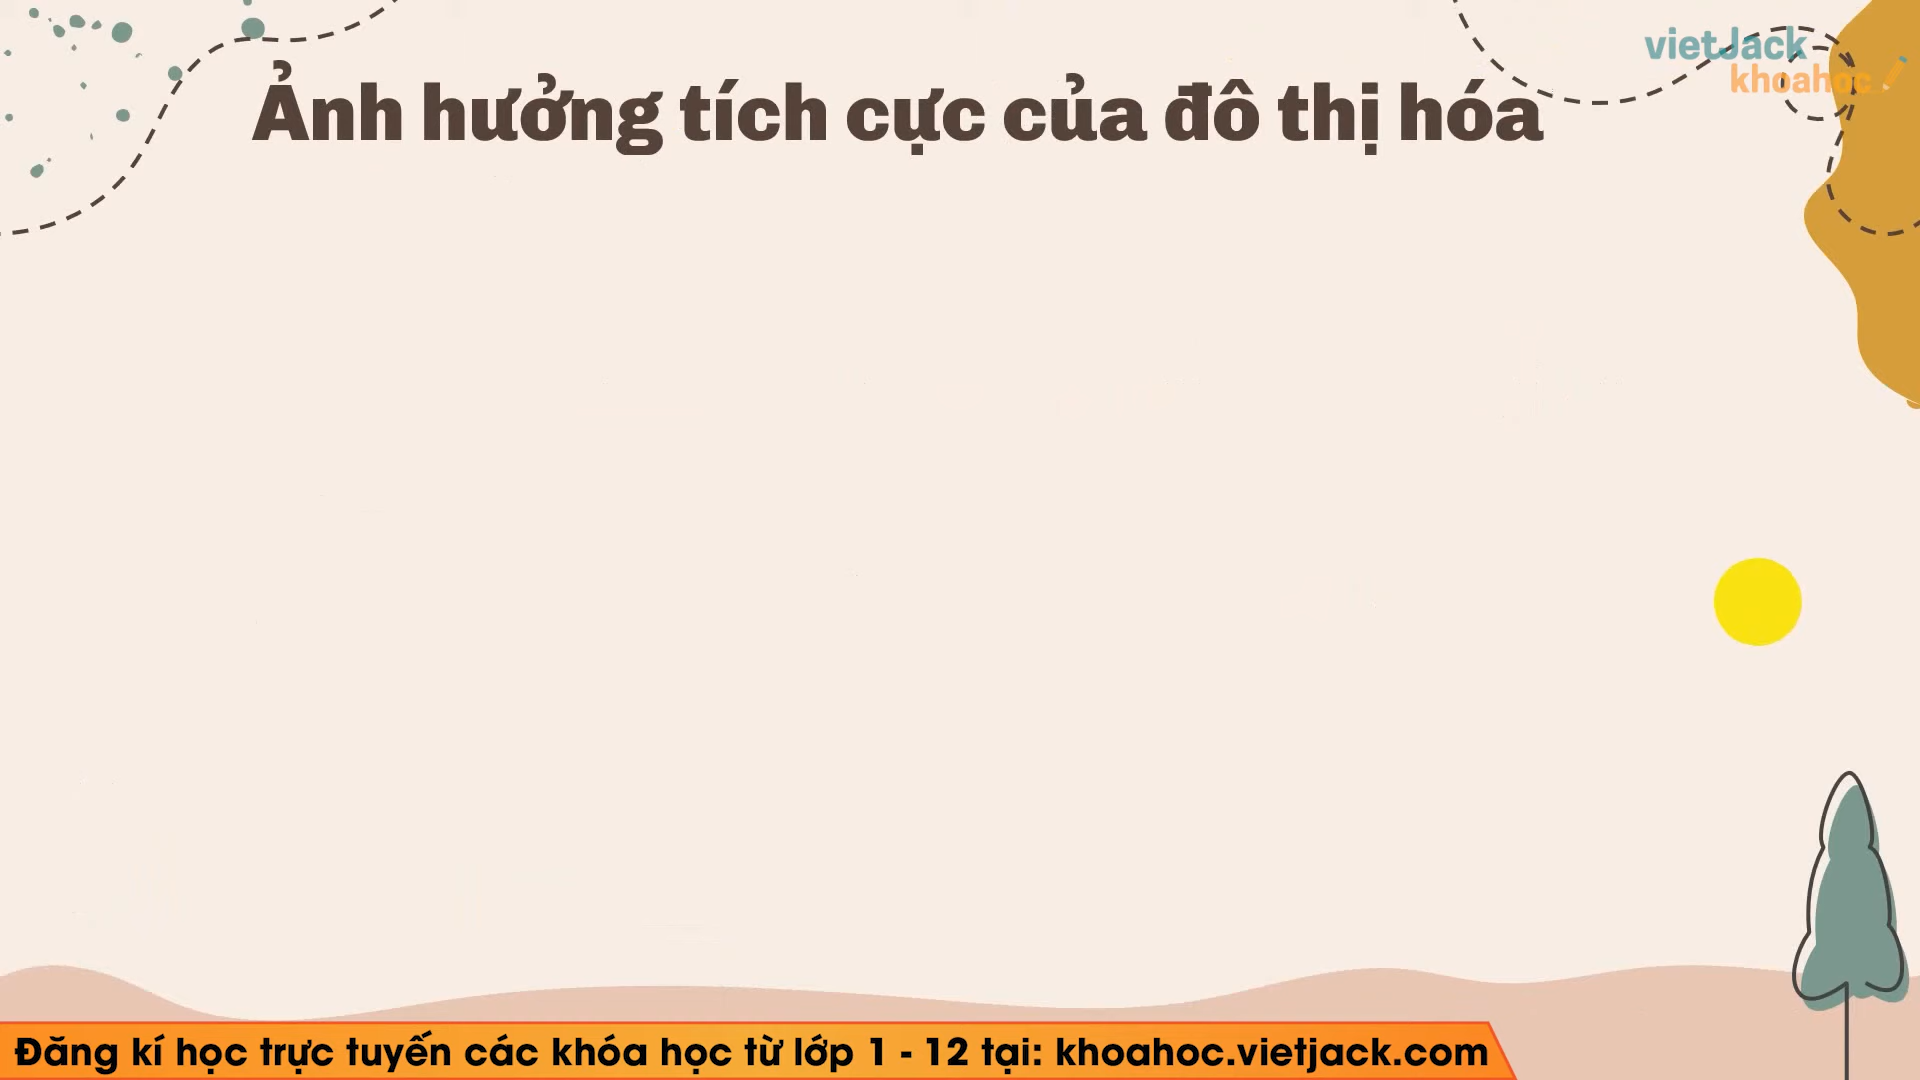 vietJack
khoahoc
Ảnh hưởng tích cực của đô thị hóa
Đăng kí học trực tuyến các khóa học từ lớp 1 - 12 tại: khoahoc.vietjack.com